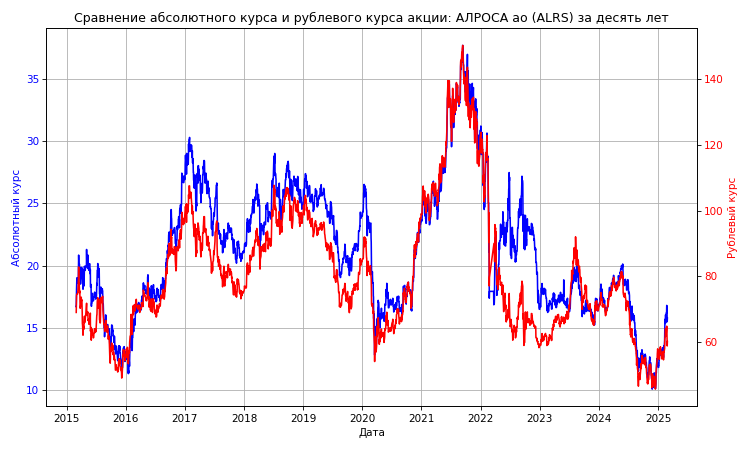 Сравнение абсолютного курса и рублевого курса акции: АЛРОСА ао (ALRS) за десять лет
35
30
25
20
15
10
Абсолютный курс
140
120
100
80
60
Рублевый курс
2015 2016 2017 2018 2019 2020 2021 2022 2023 2024 2025
Дата